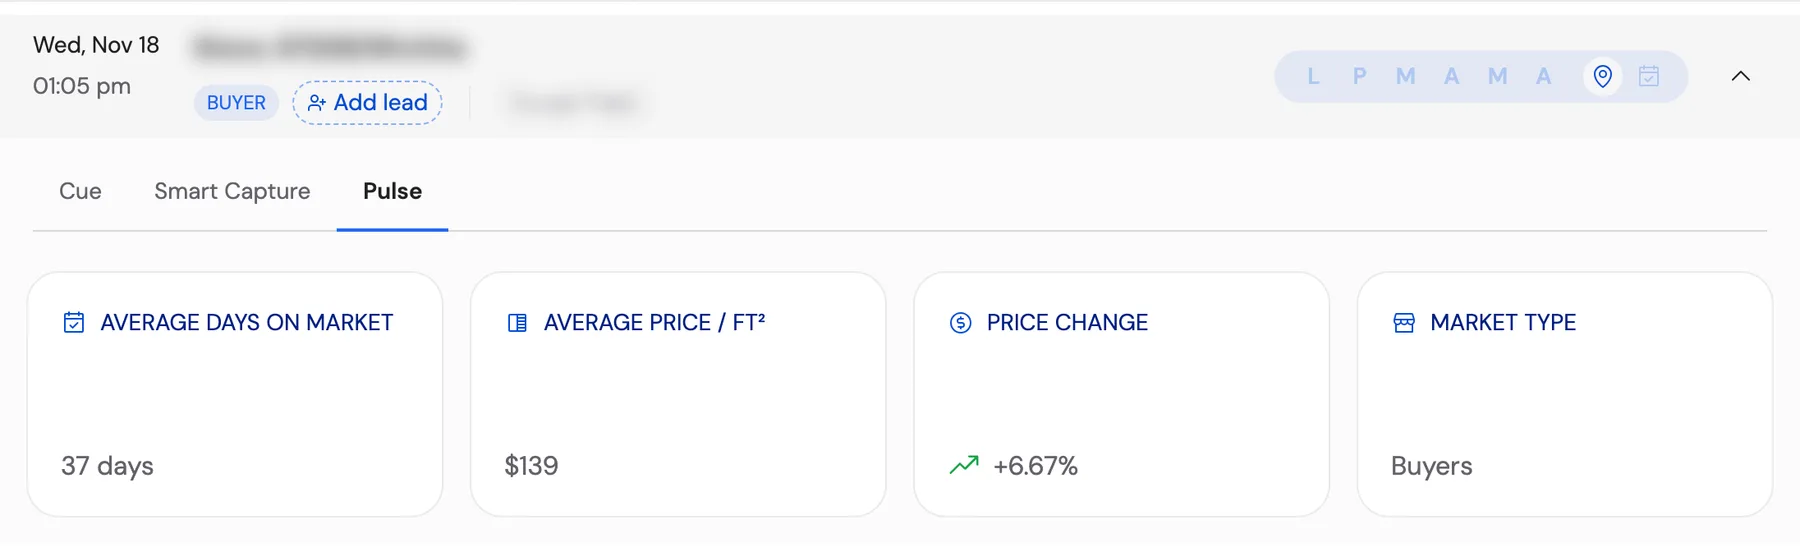 Wed, Nov 18
01:05 pm
BUYER Add lead
L P M A M A
Cue Smart Capture Pulse
AVERAGE DAYS ON MARKET
37 days
AVERAGE PRICE / FT²
$139
PRICE CHANGE
+6.67%
MARKET TYPE
Buyers